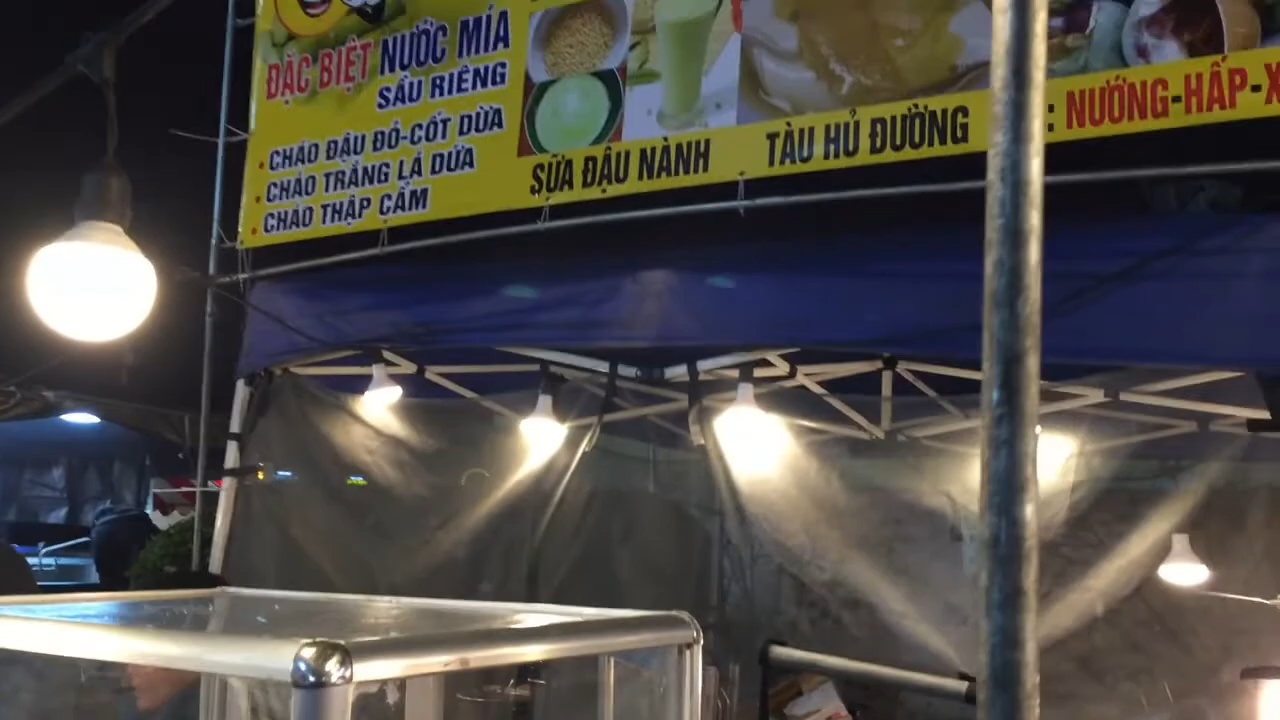 ĐẶC BIỆT NƯỚC MÍA
SẦU RIÊNG
• CHÁO ĐẬU ĐỎ-CỐT DỪA
• CHÁO TRẮNG LÁ DỨA
• CHÁO THẬP CẨM
SỮA ĐẬU NÀNH
TÀU HỦ ĐƯỜNG
: NƯỚNG-HẤP-X